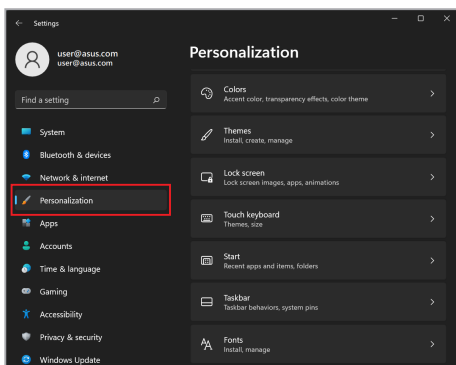 Settings
user@asus.com
user@asus.com
Find a setting
System
Bluetooth & devices
Network & internet
Personalization
Apps
Accounts
Time & language
Gaming
Accessibility
Privacy & security
Windows Update
Personalization
Colors
Accent color, transparency effects, color theme
Themes
Install, create, manage
Lock screen
Lock screen images, apps, animations
Touch keyboard
Themes, size
Start
Recent apps and items, folders
Taskbar
Taskbar behaviors, system pins
Fonts
Install, manage